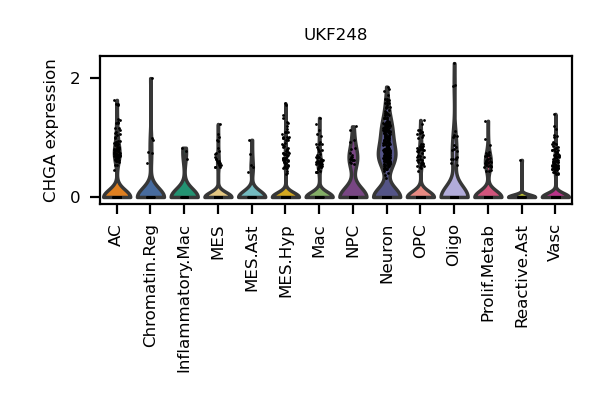 UKF248
CHGA expression
2
0
AC
Chromatin.Reg
Inflammatory.Mac
MES
MES.Ast
MES.Hyp
Mac
NPC
Neuron
OPC
Oligo
Prolif.Metab
Reactive.Ast
Vasc